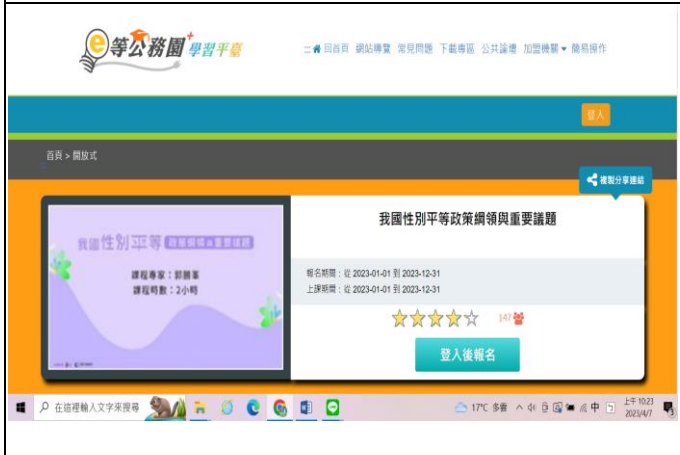 e等公務園+學習平臺
::: 回首頁 網站導覽 常見問題 下載專區 公共論壇 加盟機關 簡易操作
登入
首頁 > 開放式
複製分享連結
我國性別平等政策綱領與重要議題
我國性別平等政策綱領與重要議題
課程專家：郭勝峯
課程時數：2小時
報名期間：從 2023-01-01 到 2023-12-31
上課期間：從 2023-01-01 到 2023-12-31
147
登入後報名
在這裡輸入文字來搜尋
17°C 多雲
中
上午 10:23
2023/4/7